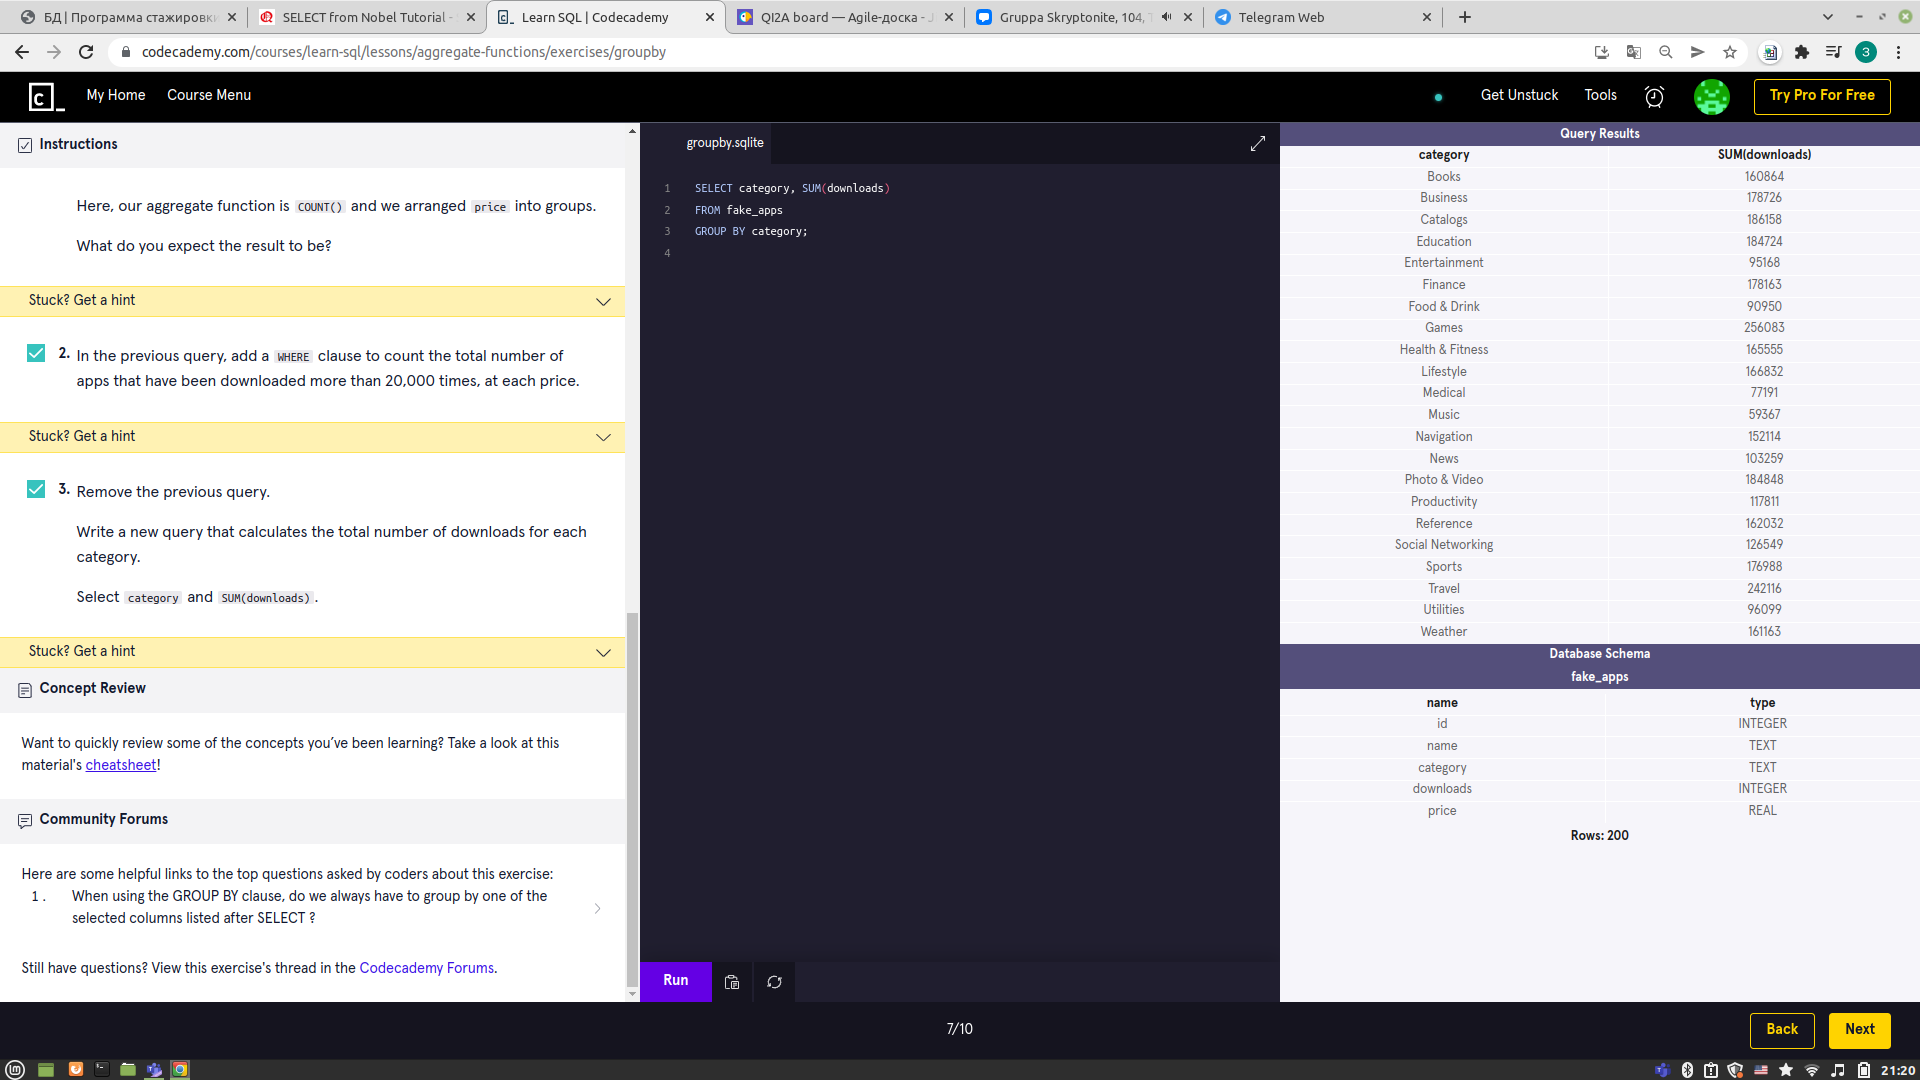 БД | Программа стажировки
SELECT from Nobel Tutorial -
Learn SQL | Codecademy
QI2A board — Agile-доска - J
Gruppa Skryptonite, 104, T
Telegram Web
codecademy.com/courses/learn-sql/lessons/aggregate-functions/exercises/groupby
3
My Home
Course Menu
Get Unstuck
Tools
Try Pro For Free
Instructions
Here, our aggregate function is COUNT() and we arranged price into groups.
What do you expect the result to be?
Stuck? Get a hint
2. In the previous query, add a WHERE clause to count the total number of
apps that have been downloaded more than 20,000 times, at each price.
Stuck? Get a hint
3. Remove the previous query.
Write a new query that calculates the total number of downloads for each
category.
Select category and SUM(downloads).
Stuck? Get a hint
Concept Review
Want to quickly review some of the concepts you've been learning? Take a look at this
material's cheatsheet!
Community Forums
Here are some helpful links to the top questions asked by coders about this exercise:
1. When using the GROUP BY clause, do we always have to group by one of the
selected columns listed after SELECT ?
Still have questions? View this exercise's thread in the Codecademy Forums.
groupby.sqlite
1 SELECT category, SUM(downloads)
2 FROM fake_apps
3 GROUP BY category;
4
Run
Query Results
category SUM(downloads)
Books 160864
Business 178726
Catalogs 186158
Education 184724
Entertainment 95168
Finance 178163
Food & Drink 90950
Games 256083
Health & Fitness 165555
Lifestyle 166832
Medical 77191
Music 59367
Navigation 152114
News 103259
Photo & Video 184848
Productivity 117811
Reference 162032
Social Networking 126549
Sports 176988
Travel 242116
Utilities 96099
Weather 161163
Database Schema
fake_apps
name type
id INTEGER
name TEXT
category TEXT
downloads INTEGER
price REAL
Rows: 200
7/10
Back
Next
21:20